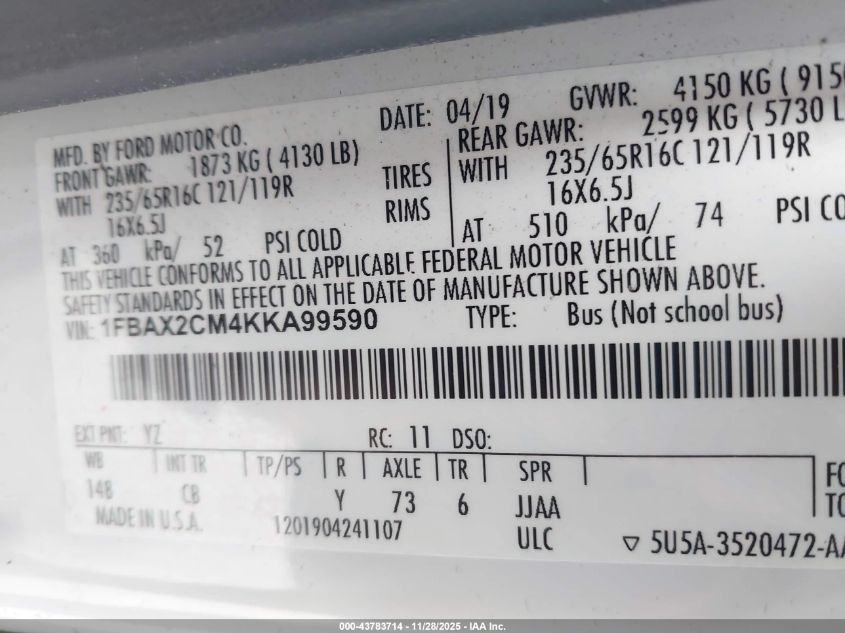 MFD. BY FORD MOTOR CO.
DATE: 04/19 GVWR: 4150 KG ( 9150
FRONT GAWR: 1873 KG ( 4130 LB)
REAR GAWR: 2599 KG ( 5730 L
WITH 235/65R16C 121/119R TIRES WITH 235/65R16C 121/119R
16X6.5J RIMS 16X6.5J
AT 360 kPa/ 52 PSI COLD AT 510 kPa/ 74 PSI CO
THIS VEHICLE CONFORMS TO ALL APPLICABLE FEDERAL MOTOR VEHICLE
SAFETY STANDARDS IN EFFECT ON THE DATE OF MANUFACTURE SHOWN ABOVE.
VIN: 1FBAX2CM4KKA99590 TYPE: Bus (Not school bus)
EXT PNT: YZ RC: 11 DSO:
WB INT TR TP/PS R AXLE TR SPR
148 CB Y 73 6 JJAA
MADE IN U.S.A. 1201904241107 ULC
FO
TO
▽ 5U5A-3520472-AA
000-43783714 - 11/28/2025 - IAA Inc.